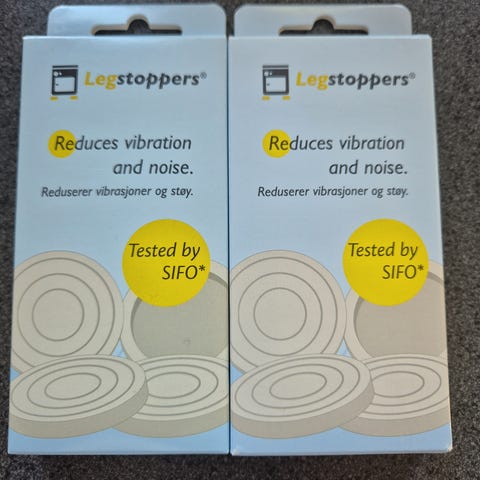 Legstoppers®
Reduces vibration
and noise.
Reduserer vibrasjoner og støy.
Tested by
SIFO*
Legstoppers®
Reduces vibration
and noise.
Reduserer vibrasjoner og støy.
Tested by
SIFO*